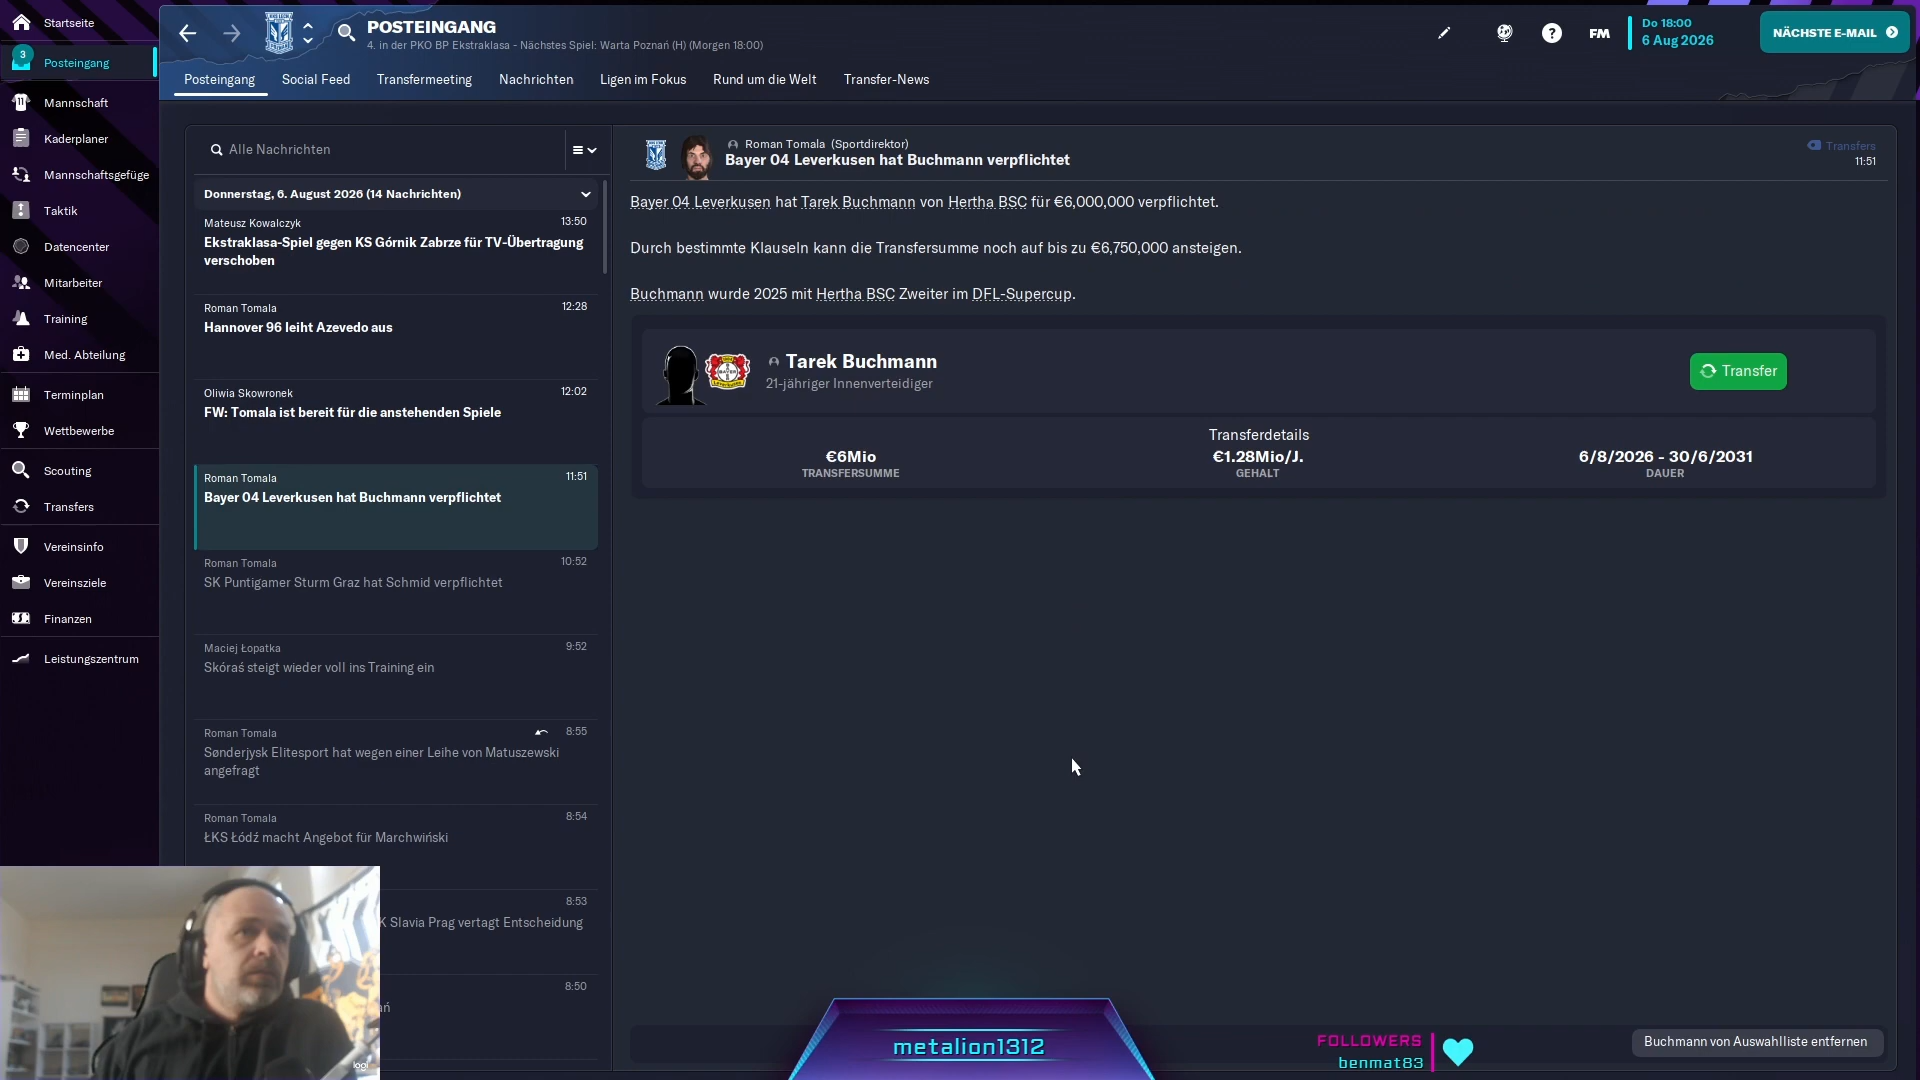 Startseite
3
Posteingang
Mannschaft
Kaderplaner
Mannschaftsgefüge
Taktik
Datencenter
Mitarbeiter
Training
Med. Abteilung
Terminplan
Wettbewerbe
Scouting
Transfers
Vereinsinfo
Vereinsziele
Finanzen
Leistungszentrum
POSTEINGANG
4. in der PKO BP Ekstraklasa - Nächstes Spiel: Warta Poznań (H) (Morgen 18:00)
FM
Do 18:00
6 Aug 2026
NÄCHSTE E-MAIL
Posteingang Social Feed Transfermeeting Nachrichten Ligen im Fokus Rund um die Welt Transfer-News
Alle Nachrichten
Donnerstag, 6. August 2026 (14 Nachrichten)
Mateusz Kowalczyk 13:50
Ekstraklasa-Spiel gegen KS Górnik Zabrze für TV-Übertragung
verschoben
Roman Tomala 12:28
Hannover 96 leiht Azevedo aus
Oliwia Skowronek 12:02
FW: Tomala ist bereit für die anstehenden Spiele
Roman Tomala 11:51
Bayer 04 Leverkusen hat Buchmann verpflichtet
Roman Tomala 10:52
SK Puntigamer Sturm Graz hat Schmid verpflichtet
Maciej Łopatka 9:52
Skóraś steigt wieder voll ins Training ein
Roman Tomala 8:55
Sønderjysk Elitesport hat wegen einer Leihe von Matuszewski
angefragt
Roman Tomala 8:54
ŁKS Łódź macht Angebot für Marchwiński
8:53
K Slavia Prag vertagt Entscheidung
8:50
ań
Roman Tomala (Sportdirektor)
Bayer 04 Leverkusen hat Buchmann verpflichtet
Transfers
11:51
Bayer 04 Leverkusen hat Tarek Buchmann von Hertha BSC für €6,000,000 verpflichtet.
Durch bestimmte Klauseln kann die Transfersumme noch auf bis zu €6,750,000 ansteigen.
Buchmann wurde 2025 mit Hertha BSC Zweiter im DFL-Supercup.
Tarek Buchmann
21-jähriger Innenverteidiger
Transfer
Transferdetails
€6Mio €1.28Mio/J. 6/8/2026 - 30/6/2031
TRANSFERSUMME GEHALT DAUER
Buchmann von Auswahlliste entfernen
metalion1312
FOLLOWERS
benmat83
logi